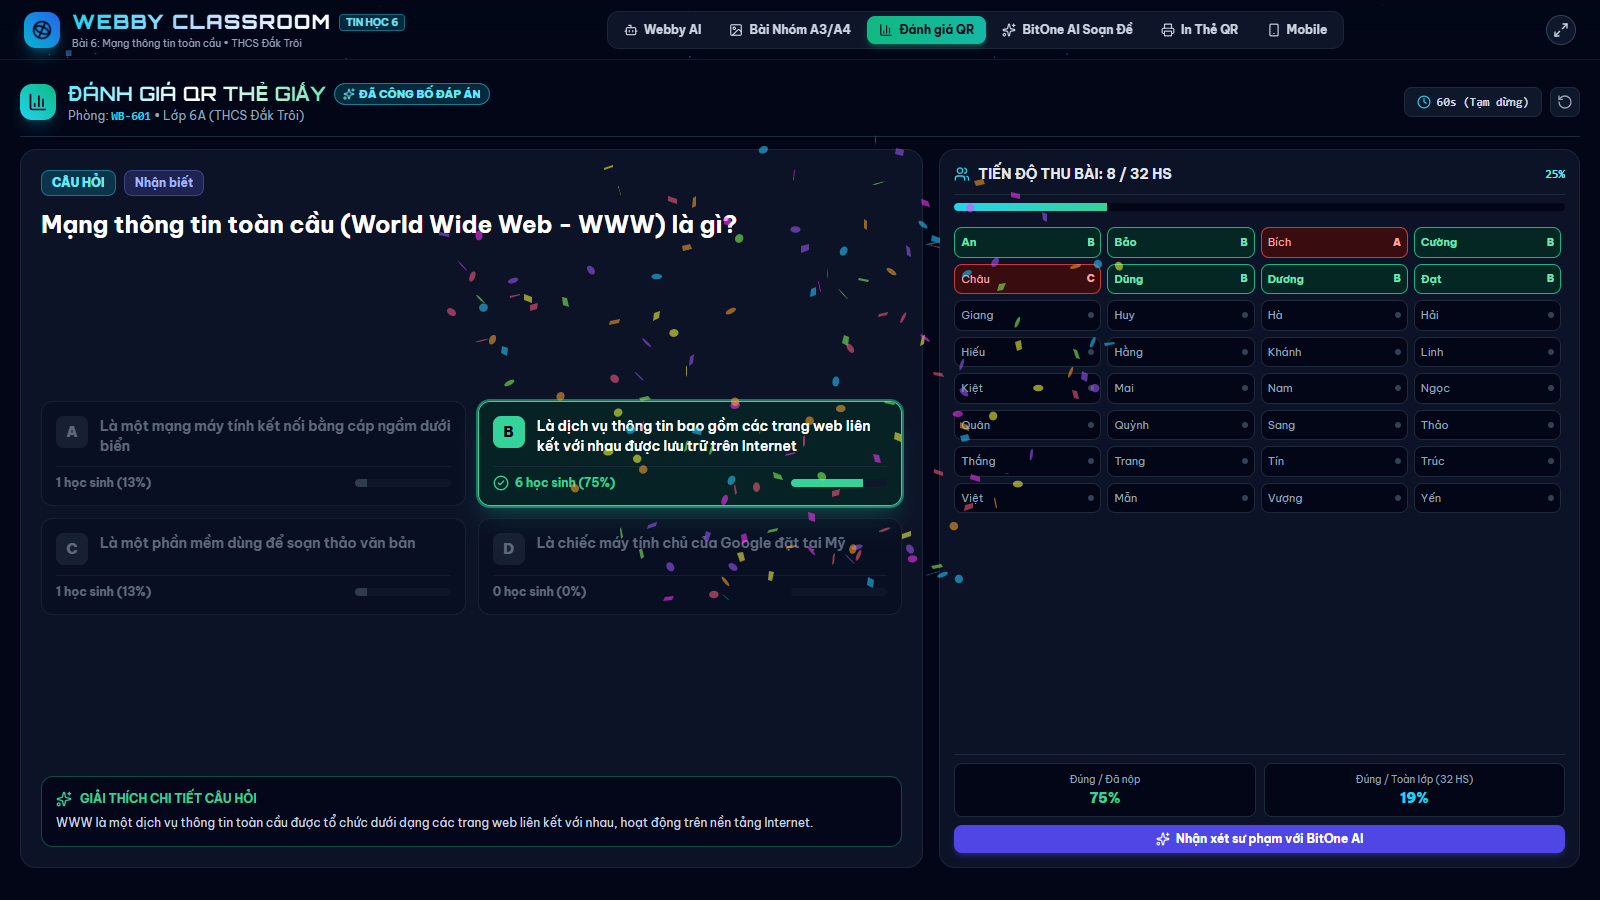 WEBBY CLASSROOM TIN HỌC 6
Bài 6: Mạng thông tin toàn cầu • THCS Đắk Trôi
Webby AI
Bài Nhóm A3/A4
Đánh giá QR
BitOne AI Soạn Đề
In Thẻ QR
Mobile
ĐÁNH GIÁ QR THẺ GIẤY
ĐÃ CÔNG BỐ ĐÁP ÁN
Phòng: WB-601 • Lớp 6A (THCS Đắk Trôi)
60s (Tạm dừng)
CÂU HỎI
Nhận biết
Mạng thông tin toàn cầu (World Wide Web - WWW) là gì?
A
Là một mạng máy tính kết nối bằng cáp ngầm dưới
biển
1 học sinh (13%)
B
Là dịch vụ thông tin bao gồm các trang web liên
kết với nhau được lưu trữ trên Internet
6 học sinh (75%)
C
Là một phần mềm dùng để soạn thảo văn bản
1 học sinh (13%)
D
Là chiếc máy tính chủ của Google đặt tại Mỹ
0 học sinh (0%)
GIẢI THÍCH CHI TIẾT CÂU HỎI
WWW là một dịch vụ thông tin toàn cầu được tổ chức dưới dạng các trang web liên kết với nhau, hoạt động trên nền tảng Internet.
TIẾN ĐỘ THU BÀI: 8 / 32 HS
25%
An B
Bảo B
Bích A
Cường B
Châu C
Dũng B
Dương B
Đạt B
Giang
Huy
Hà
Hải
Hiếu
Hằng
Khánh
Linh
Kiệt
Mai
Nam
Ngọc
Quân
Quỳnh
Sang
Thảo
Thắng
Trang
Tín
Trúc
Việt
Mẫn
Vượng
Yến
Đúng / Đã nộp
75%
Đúng / Toàn lớp (32 HS)
19%
Nhận xét sư phạm với BitOne AI